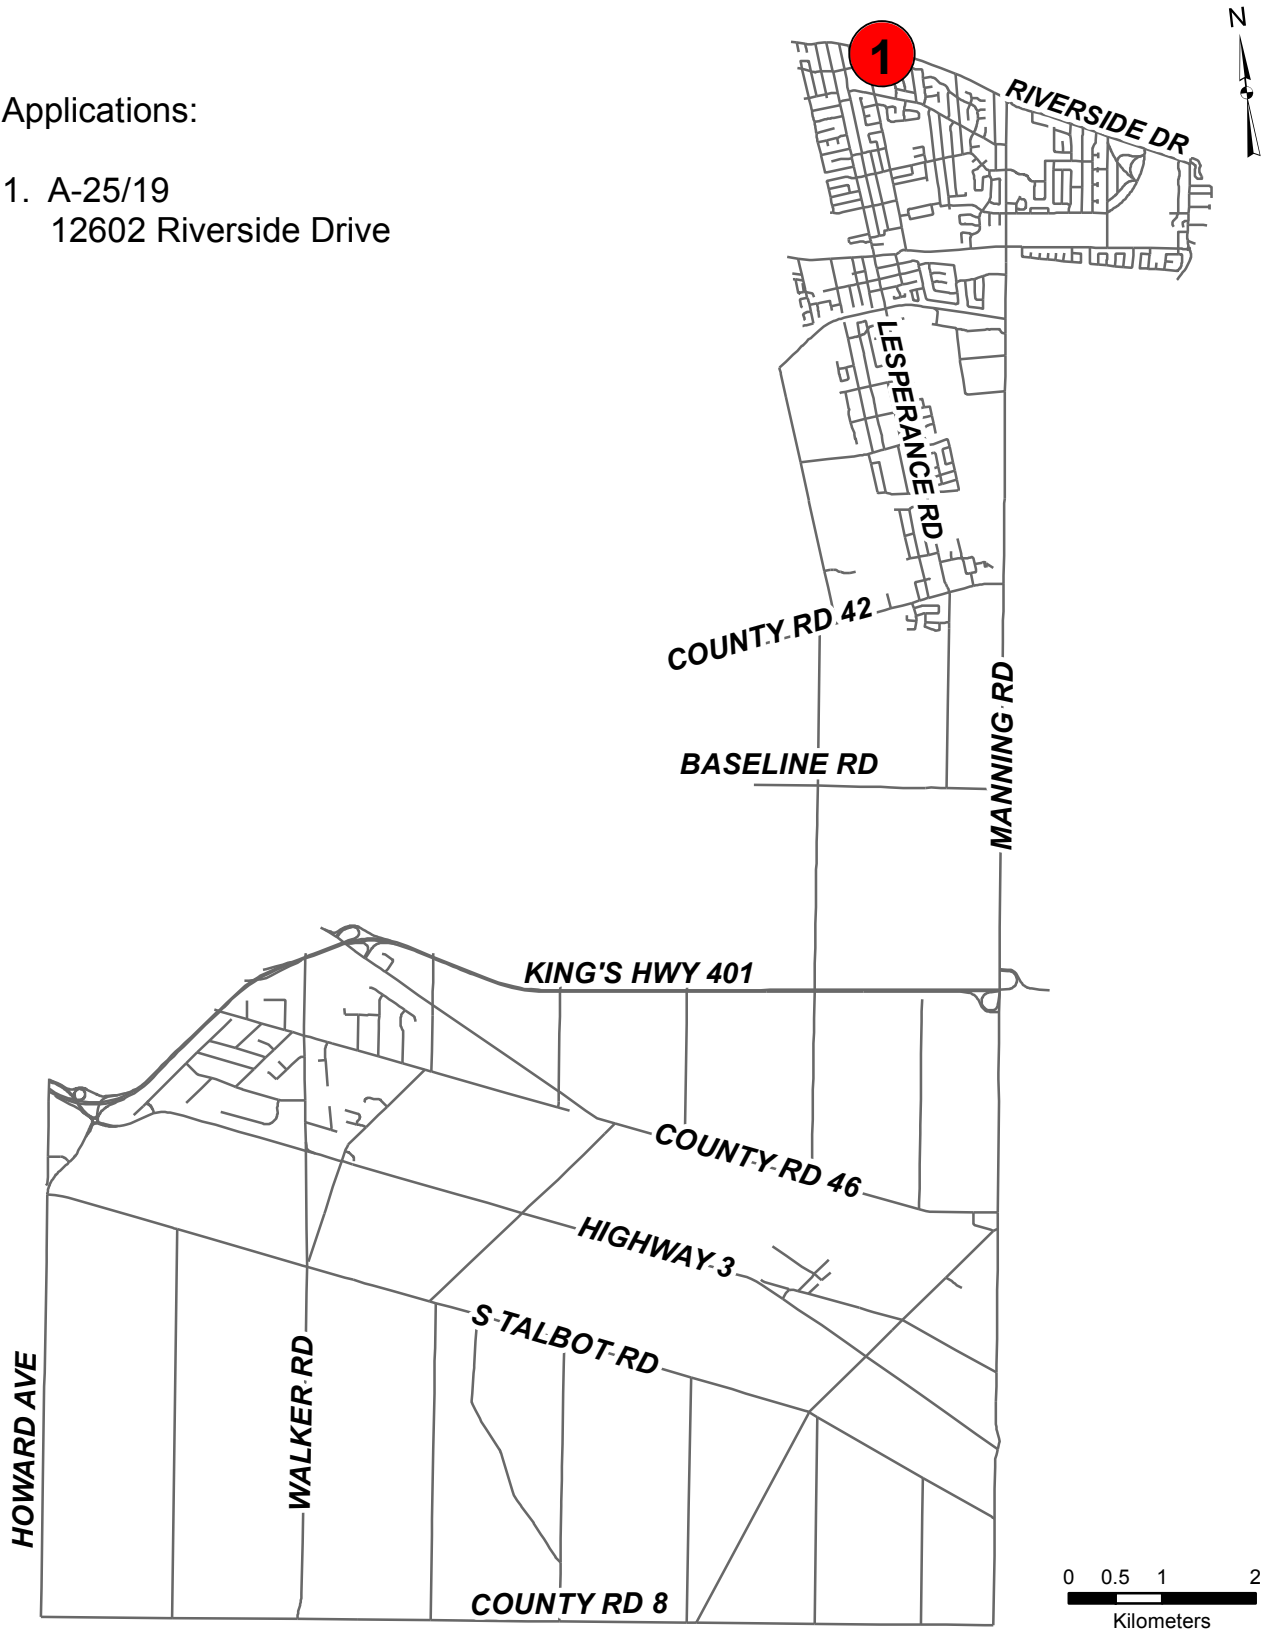 N
1
RIVERSIDE DR
Applications:
1. A-25/19
12602 Riverside Drive
LESPERANCE RD
COUNTY RD 42
MANNING RD
BASELINE RD
KING'S HWY 401
COUNTY RD 46
HIGHWAY 3
S TALBOT RD
WALKER RD
HOWARD AVE
COUNTY RD 8
0 0.5 1 2
Kilometers